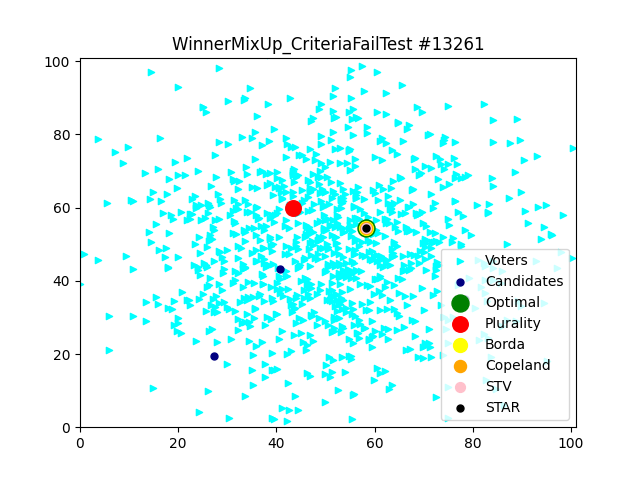 WinnerMixUp_CriteriaFailTest #13261
100
80
60
40
20
0
0
20
40
60
80
100
Voters
Candidates
Optimal
Plurality
Borda
Copeland
STV
STAR